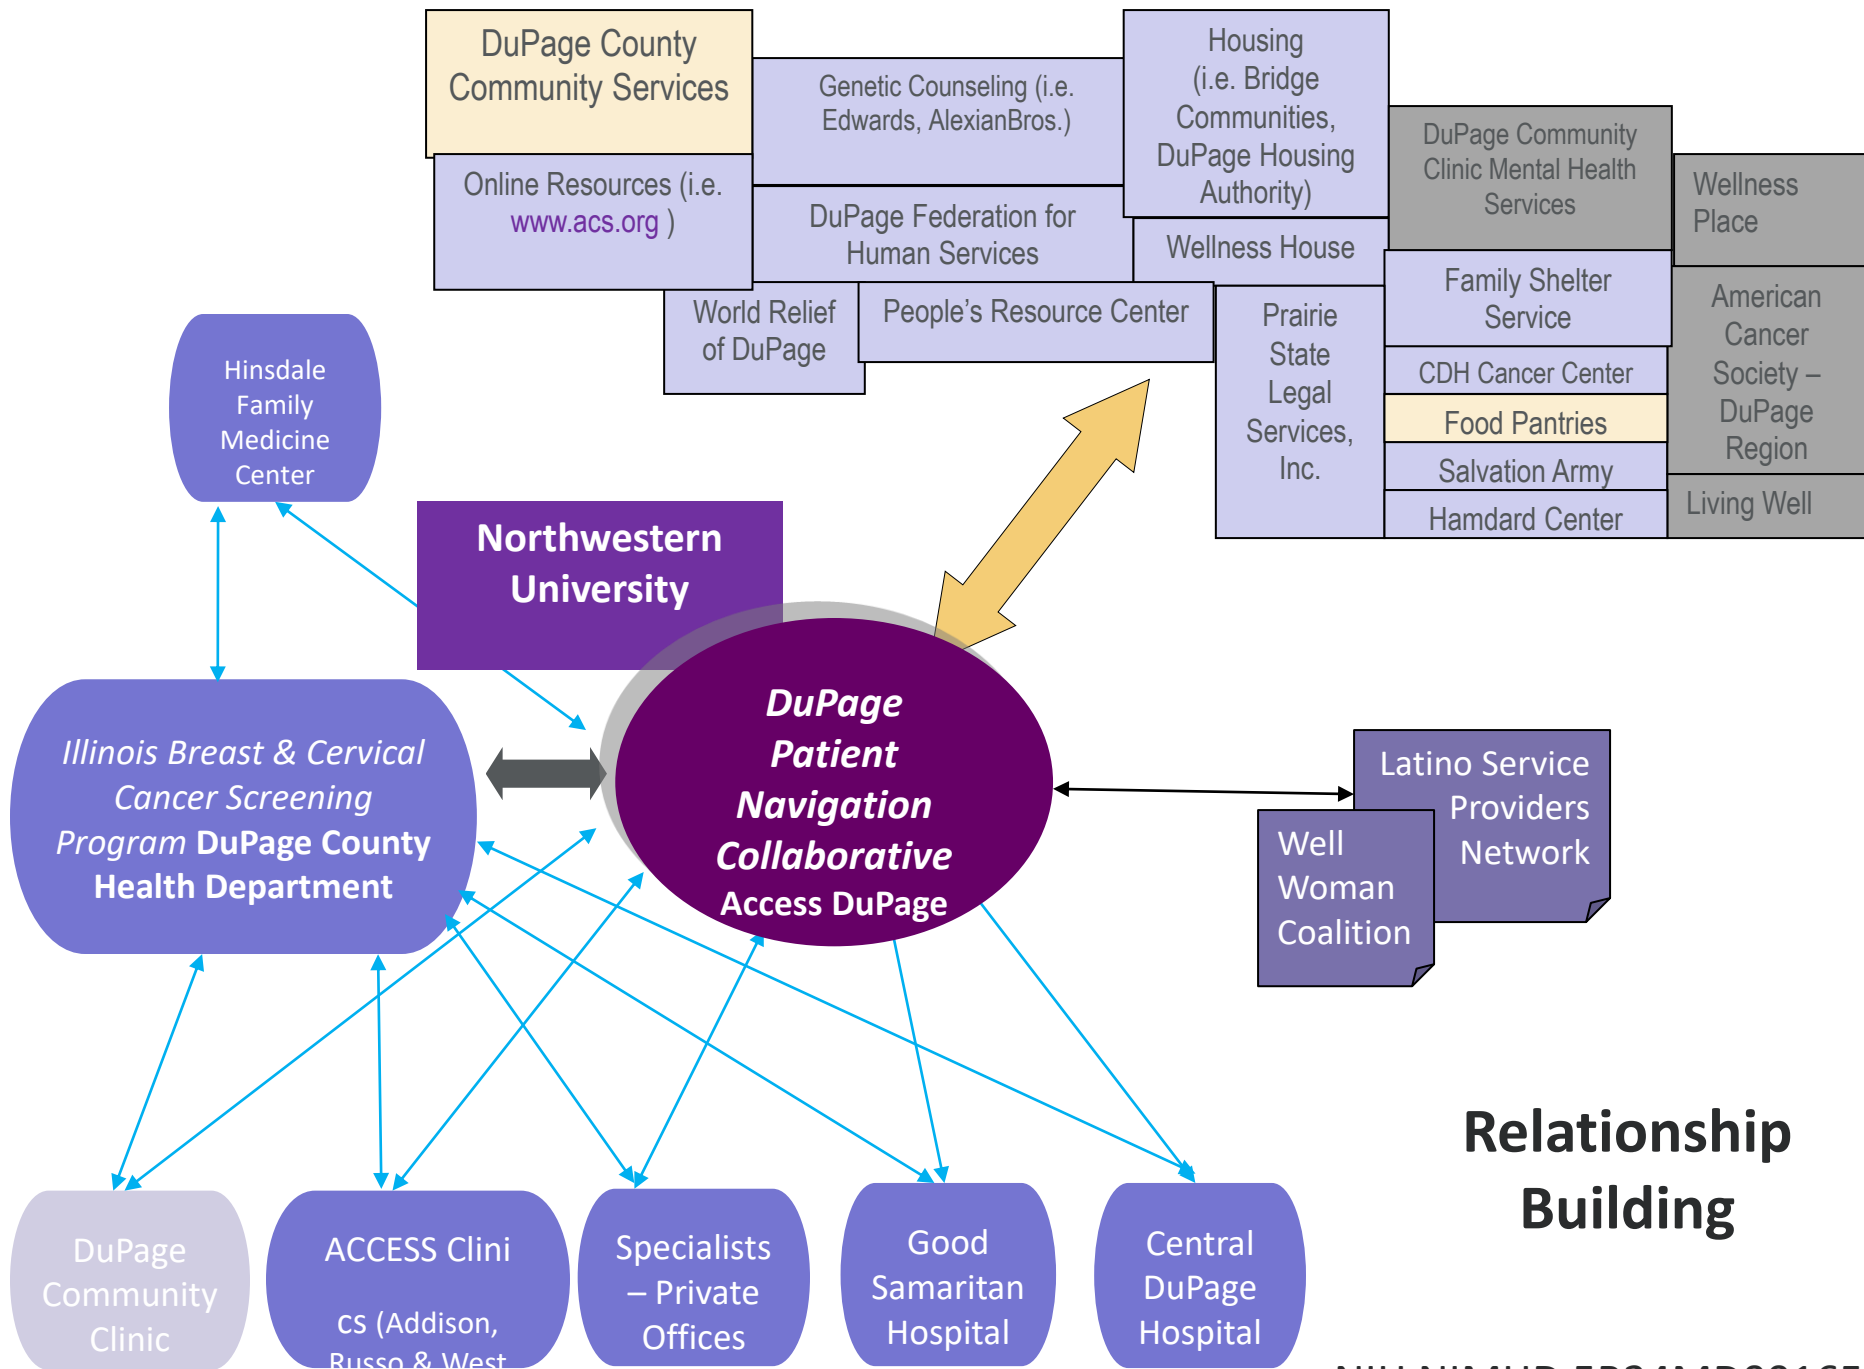 DuPage County
Community Services
Genetic Counseling (i.e.
Edwards, AlexianBros.)
Housing
(i.e. Bridge
Communities,
DuPage Housing
Authority)
DuPage Community
Clinic Mental Health
Services
Wellness
Place
Online Resources (i.e.
www.acs.org )
DuPage Federation for
Human Services
Wellness House
Family Shelter
Service
American
Cancer
Society –
DuPage
Region
World Relief
of DuPage
People's Resource Center
Prairie
State
Legal
Services,
Inc.
CDH Cancer Center
Food Pantries
Salvation Army
Hamdard Center
Living Well
Hinsdale
Family
Medicine
Center
Northwestern
University
Illinois Breast & Cervical
Cancer Screening
Program DuPage County
Health Department
DuPage
Patient
Navigation
Collaborative
Access DuPage
Latino Service
Providers
Network
Well
Woman
Coalition
Relationship
Building
DuPage
Community
Clinic
ACCESS Clini
cs (Addison,
Russo & West
Specialists
– Private
Offices
Good
Samaritan
Hospital
Central
DuPage
Hospital